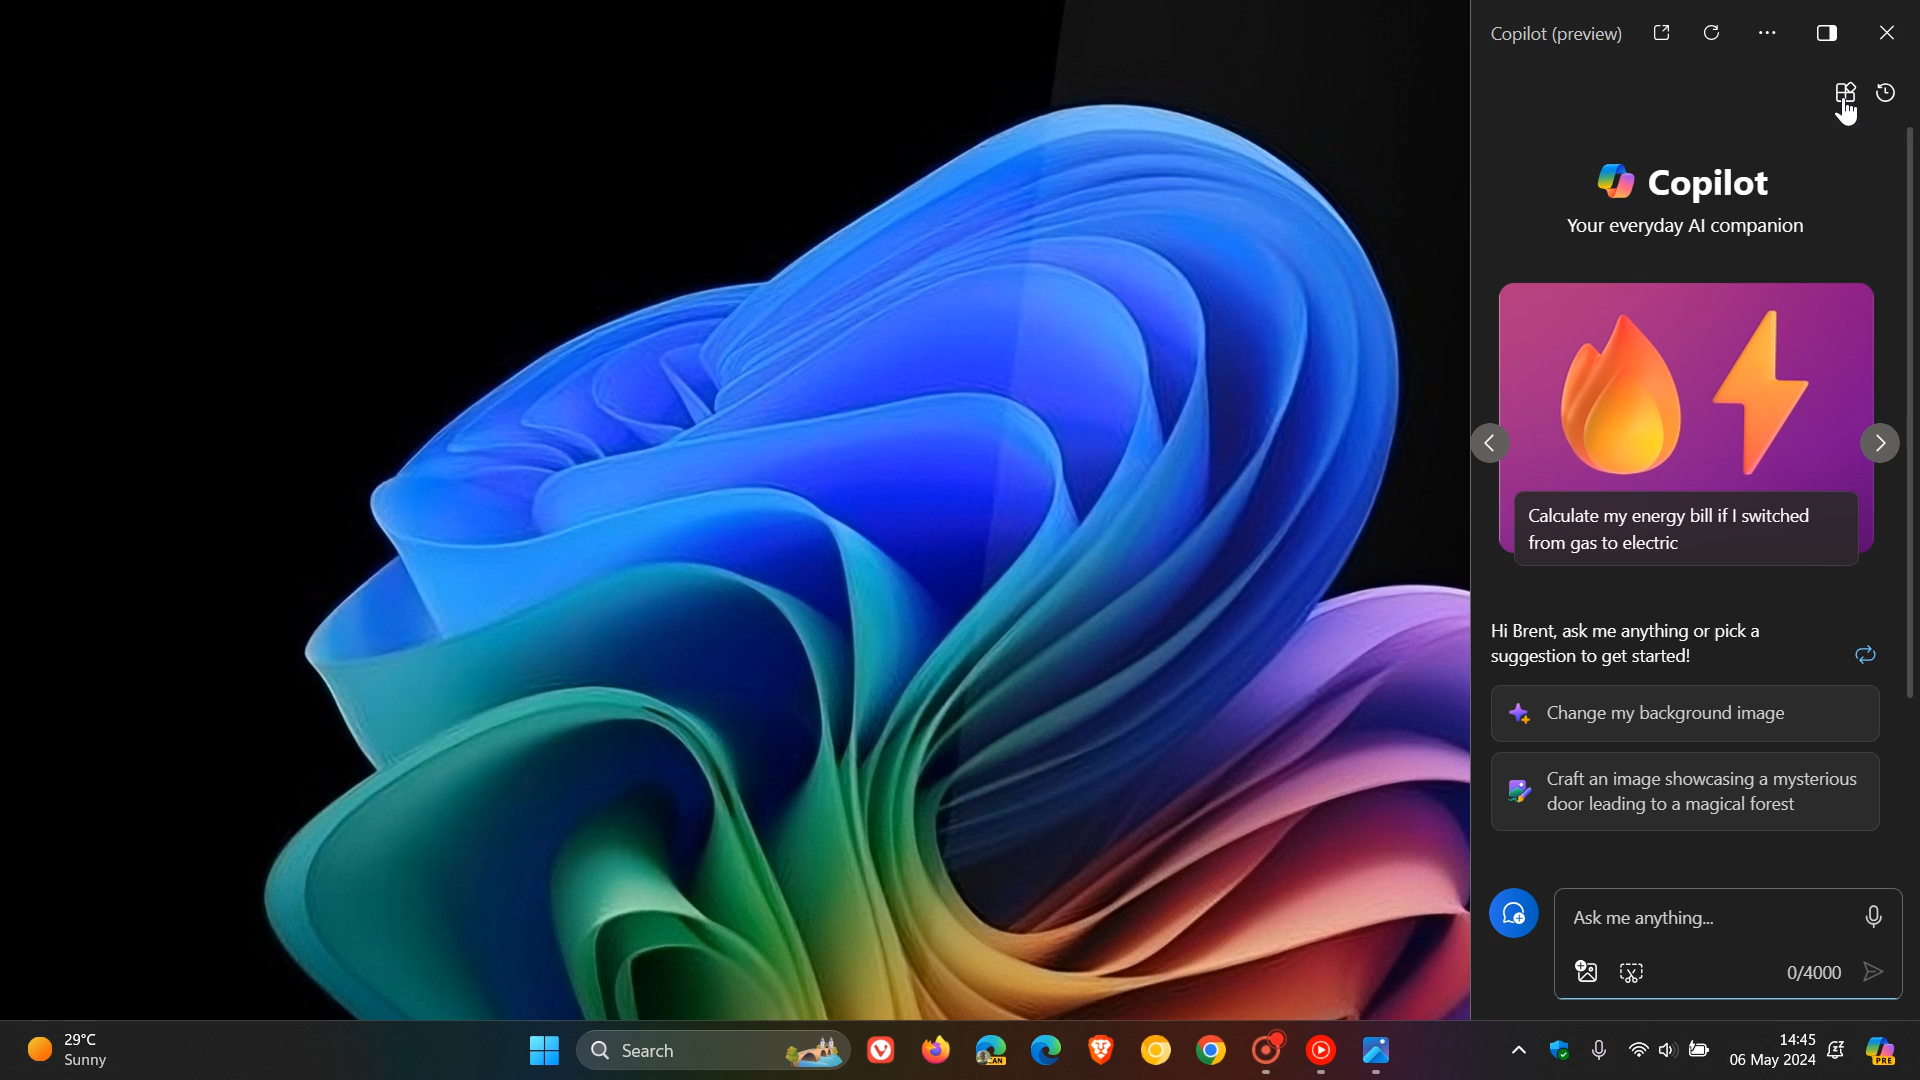 Copilot (preview)
Copilot
Your everyday AI companion
Calculate my energy bill if I switched
from gas to electric
Hi Brent, ask me anything or pick a
suggestion to get started!
Change my background image
Craft an image showcasing a mysterious
door leading to a magical forest
Ask me anything...
0/4000
29°C
Sunny
Search
CAN
14:45
06 May 2024
PRE